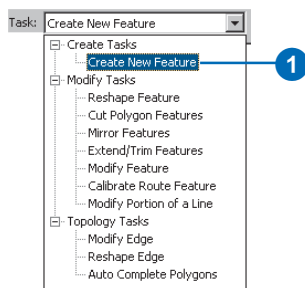 Task: Create New Feature
Create Tasks
Create New Feature
1
Modify Tasks
Reshape Feature
Cut Polygon Features
Mirror Features
Extend/Trim Features
Modify Feature
Calibrate Route Feature
Modify Portion of a Line
Topology Tasks
Modify Edge
Reshape Edge
Auto Complete Polygons